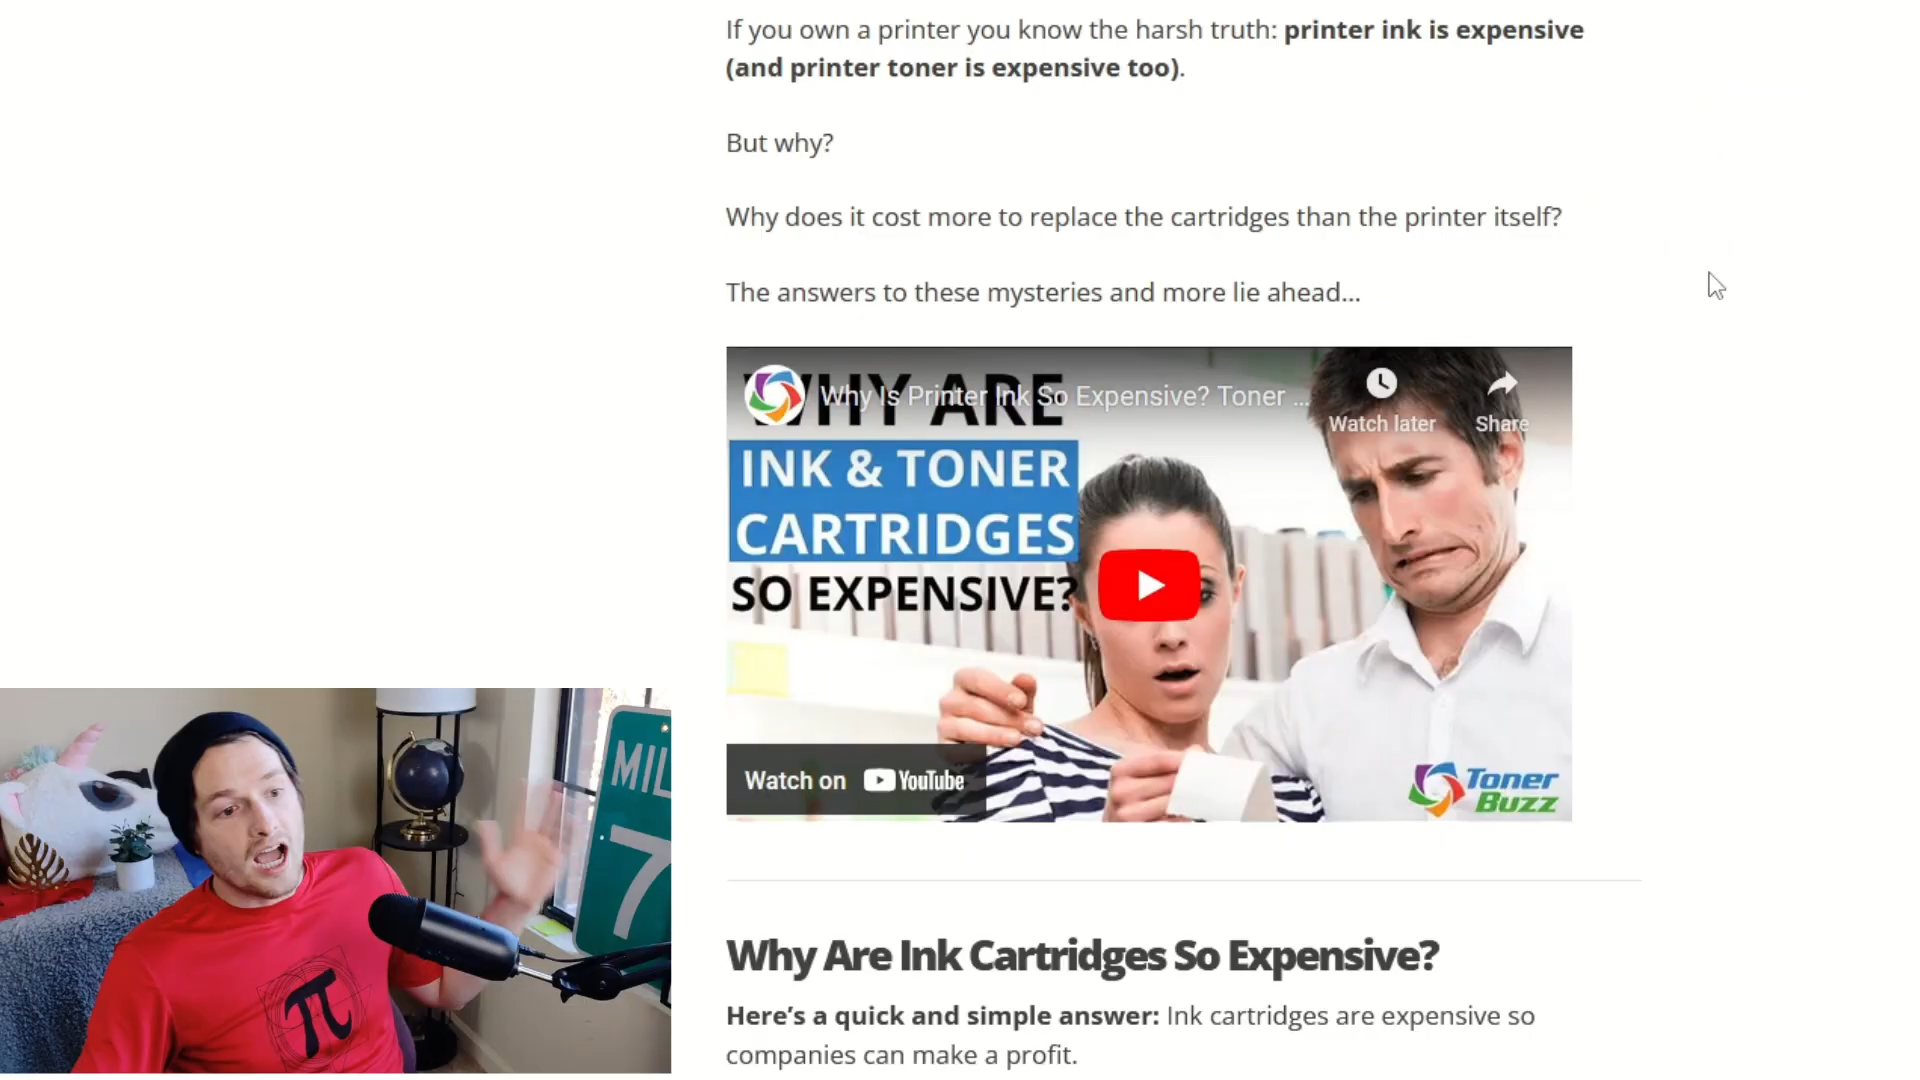 If you own a printer you know the harsh truth: printer ink is expensive
(and printer toner is expensive too).
But why?
Why does it cost more to replace the cartridges than the printer itself?
The answers to these mysteries and more lie ahead...
Why Is Printer Ink So Expensive? Toner ...
Watch later
Share
WHY ARE
INK & TONER
CARTRIDGES
SO EXPENSIVE?
Watch on YouTube
Toner
Buzz
MIL
7
π
Why Are Ink Cartridges So Expensive?
Here’s a quick and simple answer: Ink cartridges are expensive so
companies can make a profit.